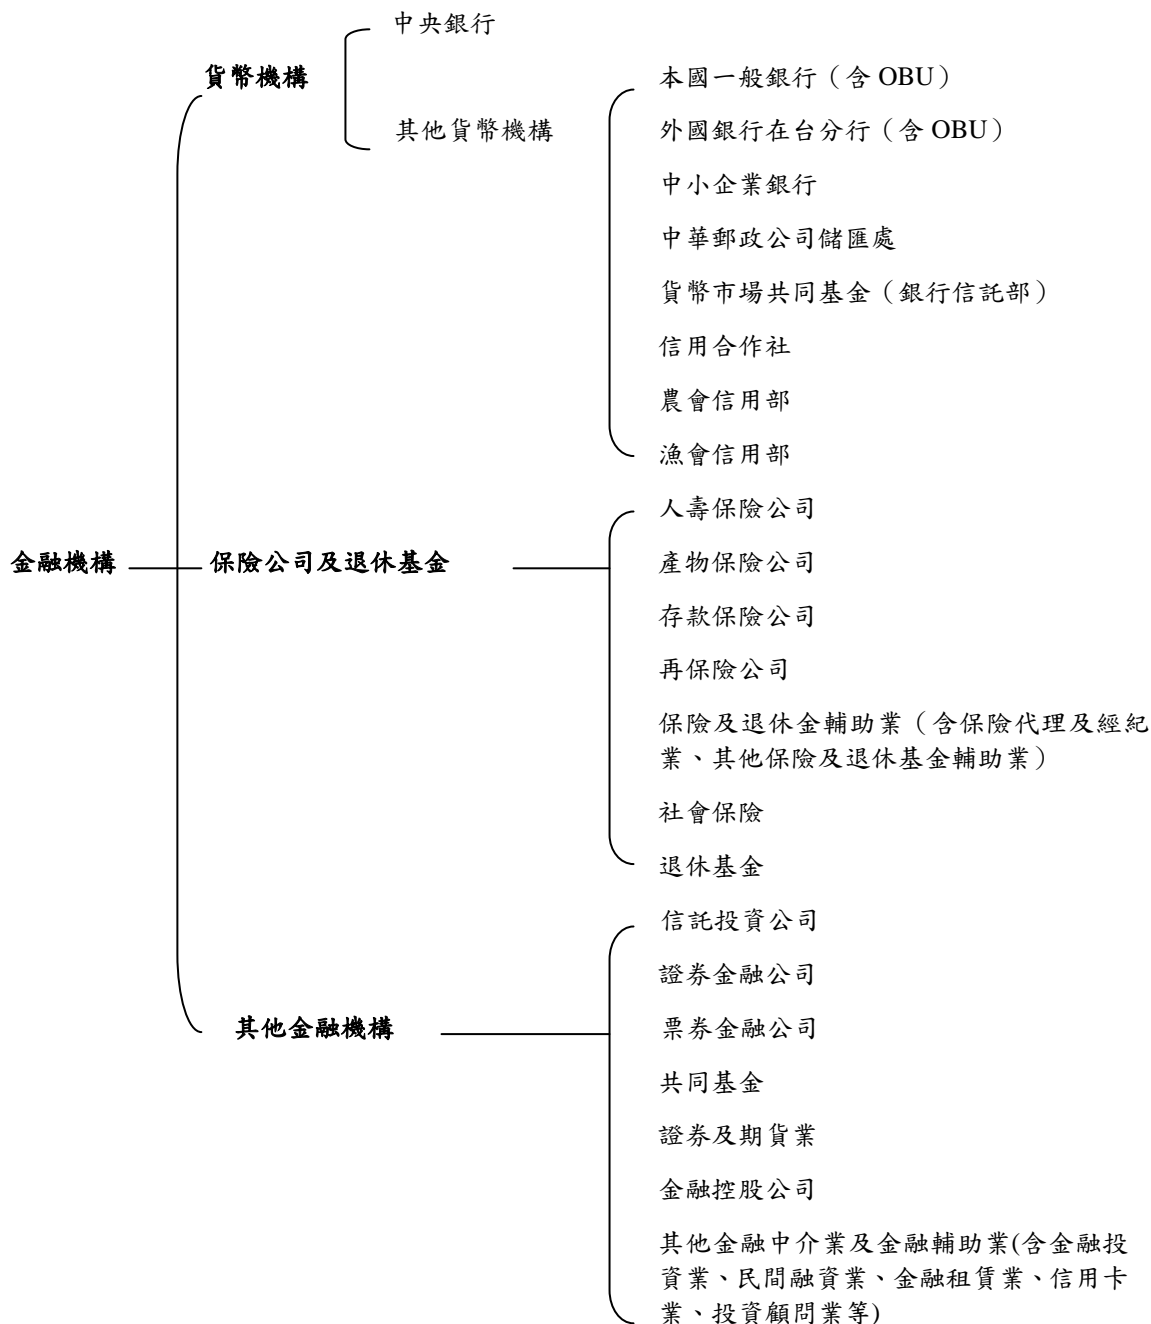 中央銀行
貨幣機構
本國一般銀行（含 OBU）
其他貨幣機構
外國銀行在台分行（含 OBU）
中小企業銀行
中華郵政公司儲匯處
貨幣市場共同基金（銀行信託部）
信用合作社
農會信用部
漁會信用部
人壽保險公司
金融機構
保險公司及退休基金
產物保險公司
存款保險公司
再保險公司
保險及退休金輔助業（含保險代理及經紀
業、其他保險及退休基金輔助業）
社會保險
退休基金
信託投資公司
證券金融公司
其他金融機構
票券金融公司
共同基金
證券及期貨業
金融控股公司
其他金融中介業及金融輔助業(含金融投
資業、民間融資業、金融租賃業、信用卡
業、投資顧問業等)